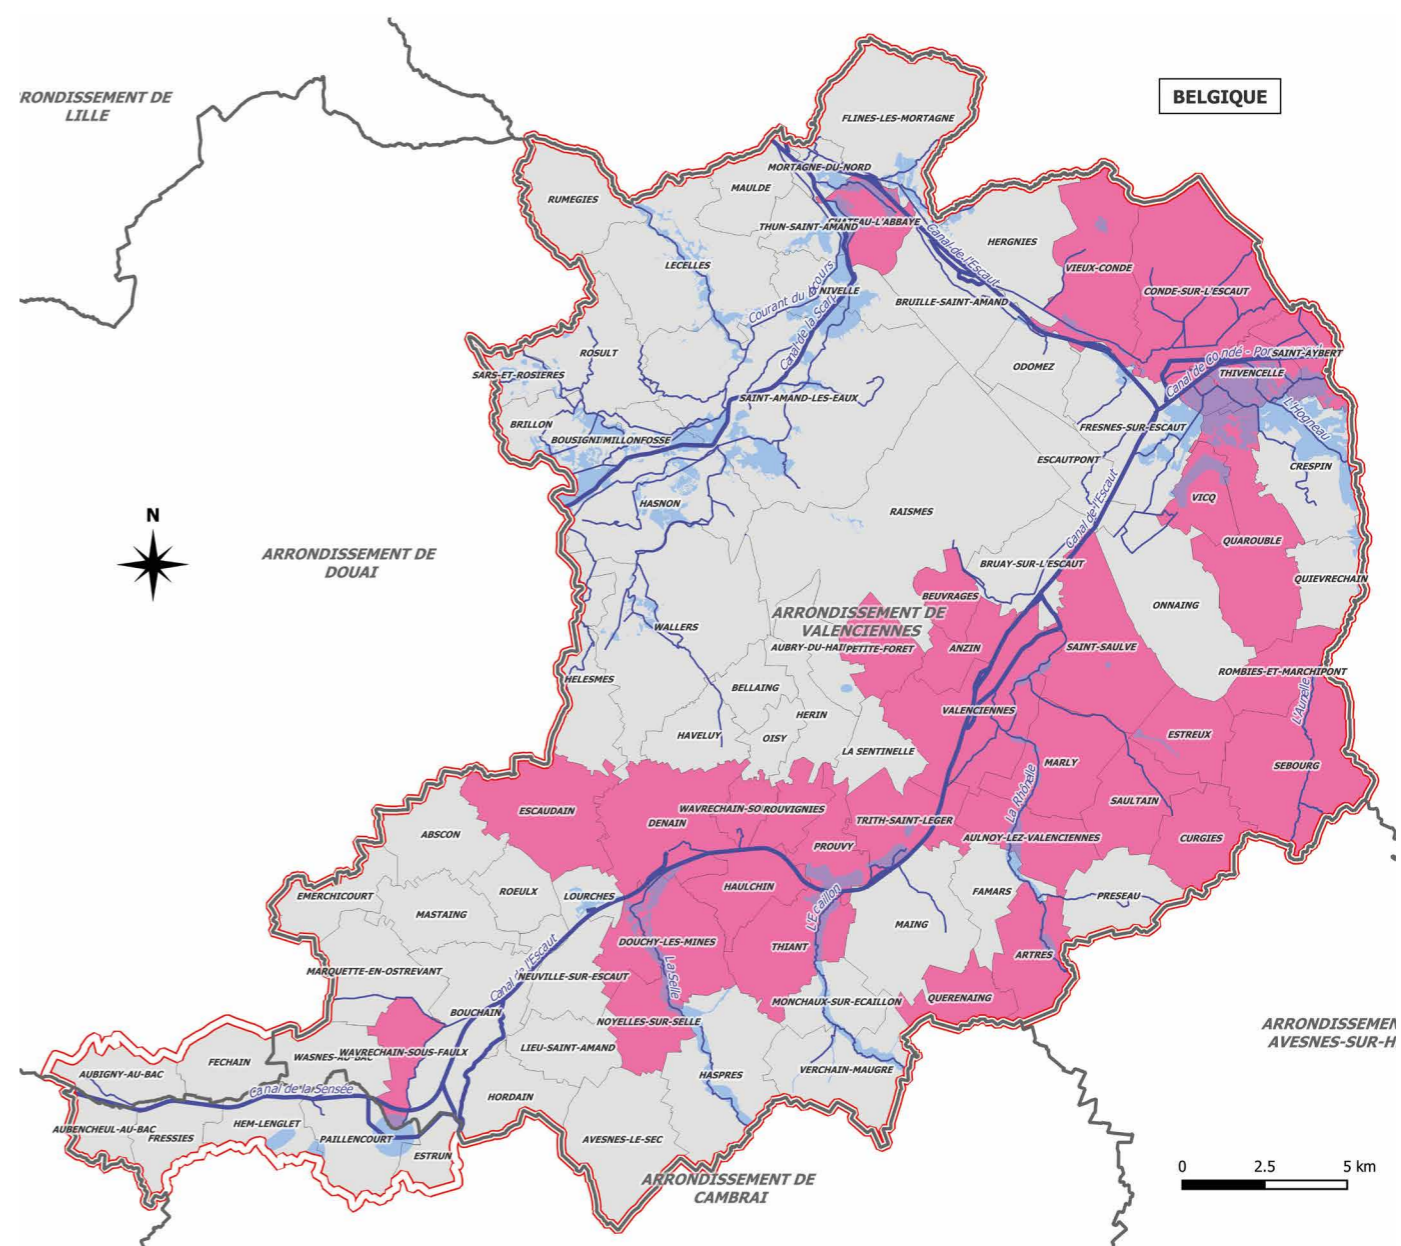 BELGIQUE
RONDISSEMENT DE
LILLE
FLINES-LES-MORTAGNE
MORTAGNE-DU-NORD
MAULDE
RUMEGIES
THUN-SAINT-AMAND
CHATEAU-L'ABBAYE
Canal de l'Escaut
HERGNIES
LECELLES
VIEUX-CONDE
NIVELLE
CONDE-SUR-L'ESCAUT
BRUILLE-SAINT-AMAND
Canal de la Scarpe
ROSULT
SAINT-AYBERT
ODOMEZ
THIVENCELLE
SARS-ET-ROSIERES
SAINT-AMAND-LES-EAUX
L'Hogneau
BRILLON
FRESNES-SUR-ESCAUT
MILLONFOSSE
ESCAUTPONT
CRESPIN
HASNON
VICQ
RAISMES
Canal de l'Escaut
N
QUAROUBLE
ARRONDISSEMENT DE
DOUAI
BRUAY-SUR-L'ESCAUT
QUIEVRECHAIN
BEUVRAGES
ONNAING
ARRONDISSEMENT DE
VALENCIENNES
WALLERS
PETITE-FORET
ANZIN
SAINT-SAULVE
ROMBIES-ET-MARCHIPONT
HELESMES
BELLAING
L'Aunelle
VALENCIENNES
HERIN
HAVELUY
OISY
ESTREUX
LA SENTINELLE
MARLY
SEBOURG
La Rhônelle
SAULTAIN
ESCAUDAIN
ROUVIGNIES
DENAIN
TRITH-SAINT-LEGER
ABSCON
AULNOY-LEZ-VALENCIENNES
CURGIES
PROUVY
HAULCHIN
ROEULX
FAMARS
EMERCHICOURT
LOURCHES
L'Ecaillon
PRESEAU
MASTAING
MAING
DOUCHY-LES-MINES
THIANT
ARTRES
Canal de l'Escaut
MARQUETTE-EN-OSTREVANT
NEUVILLE-SUR-ESCAUT
La Selle
QUERENAING
MONCHAUX-SUR-ECAILLON
BOUCHAIN
NOYELLES-SUR-SELLE
ARRONDISSEMEN
AVESNES-SUR-H
LIEU-SAINT-AMAND
WAVRECHAIN-SOUS-FAULX
FECHAIN
VERCHAIN-MAUGRE
AUBIGNY-AU-BAC
HASPRES
Canal de la Sensée
HORDAIN
HEM-LENGLET
AUBENCHEUL-AU-BAC
FRESSIES
PAILLENCOURT
AVESNES-LE-SEC
ESTRUN
ARRONDISSEMENT DE
CAMBRAI
0 2.5 5 km